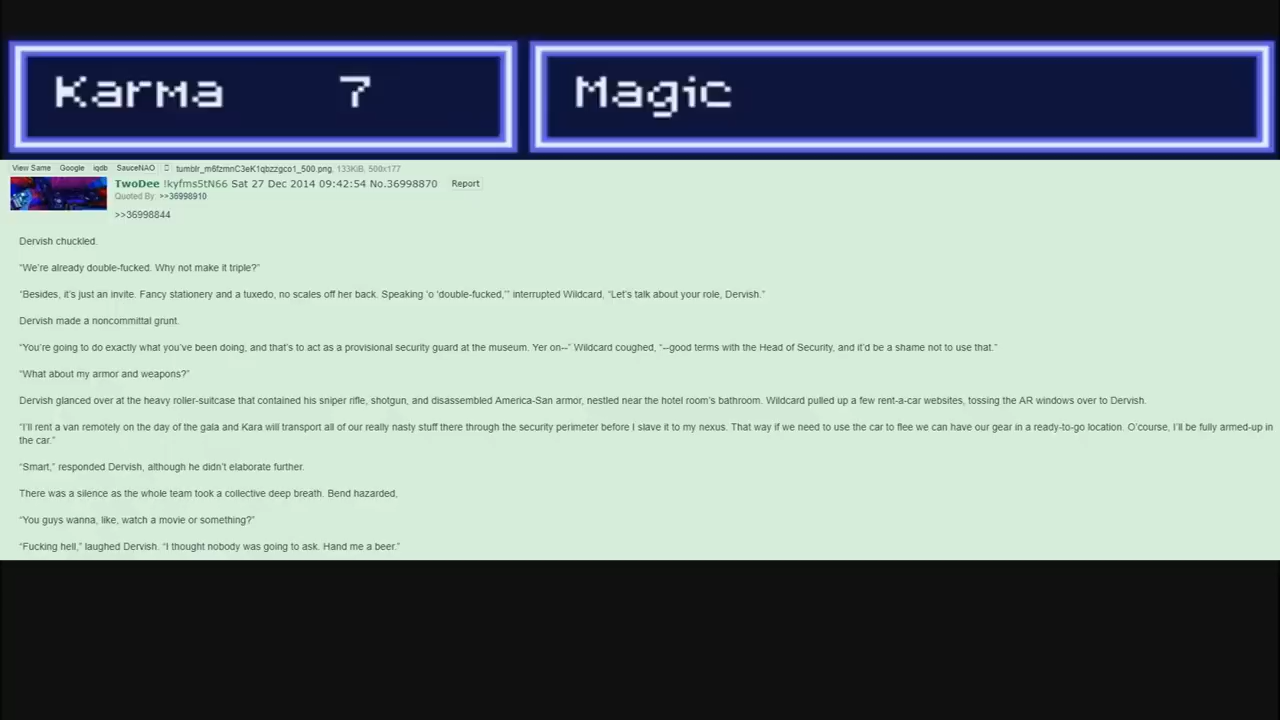 Karma 7
Magic
View Same Google iqdb SauceNAO tumblr_m6fzmnC3eK1qbzzgco1_500.png, 133KiB, 500x177
TwoDee !kyfms5tN66 Sat 27 Dec 2014 09:42:54 No.36998870 Report
Quoted By: >>36998910
>>36998844
Dervish chuckled.
“We’re already double-fucked. Why not make it triple?”
“Besides, it’s just an invite. Fancy stationery and a tuxedo, no scales off her back. Speaking ‘o ‘double-fucked,’” interrupted Wildcard, “Let’s talk about your role, Dervish.”
Dervish made a noncommittal grunt.
“You’re going to do exactly what you’ve been doing, and that’s to act as a provisional security guard at the museum. Yer on--” Wildcard coughed, “--good terms with the Head of Security, and it’d be a shame not to use that.”
“What about my armor and weapons?”
Dervish glanced over at the heavy roller-suitcase that contained his sniper rifle, shotgun, and disassembled America-San armor, nestled near the hotel room’s bathroom. Wildcard pulled up a few rent-a-car websites, tossing the AR windows over to Dervish.
“I’ll rent a van remotely on the day of the gala and Kara will transport all of our really nasty stuff there through the security perimeter before I slave it to my nexus. That way if we need to use the car to flee we can have our gear in a ready-to-go location. O’course, I’ll be fully armed-up in
the car.”
“Smart,” responded Dervish, although he didn’t elaborate further.
There was a silence as the whole team took a collective deep breath. Bend hazarded,
“You guys wanna, like, watch a movie or something?”
“Fucking hell,” laughed Dervish. “I thought nobody was going to ask. Hand me a beer.”